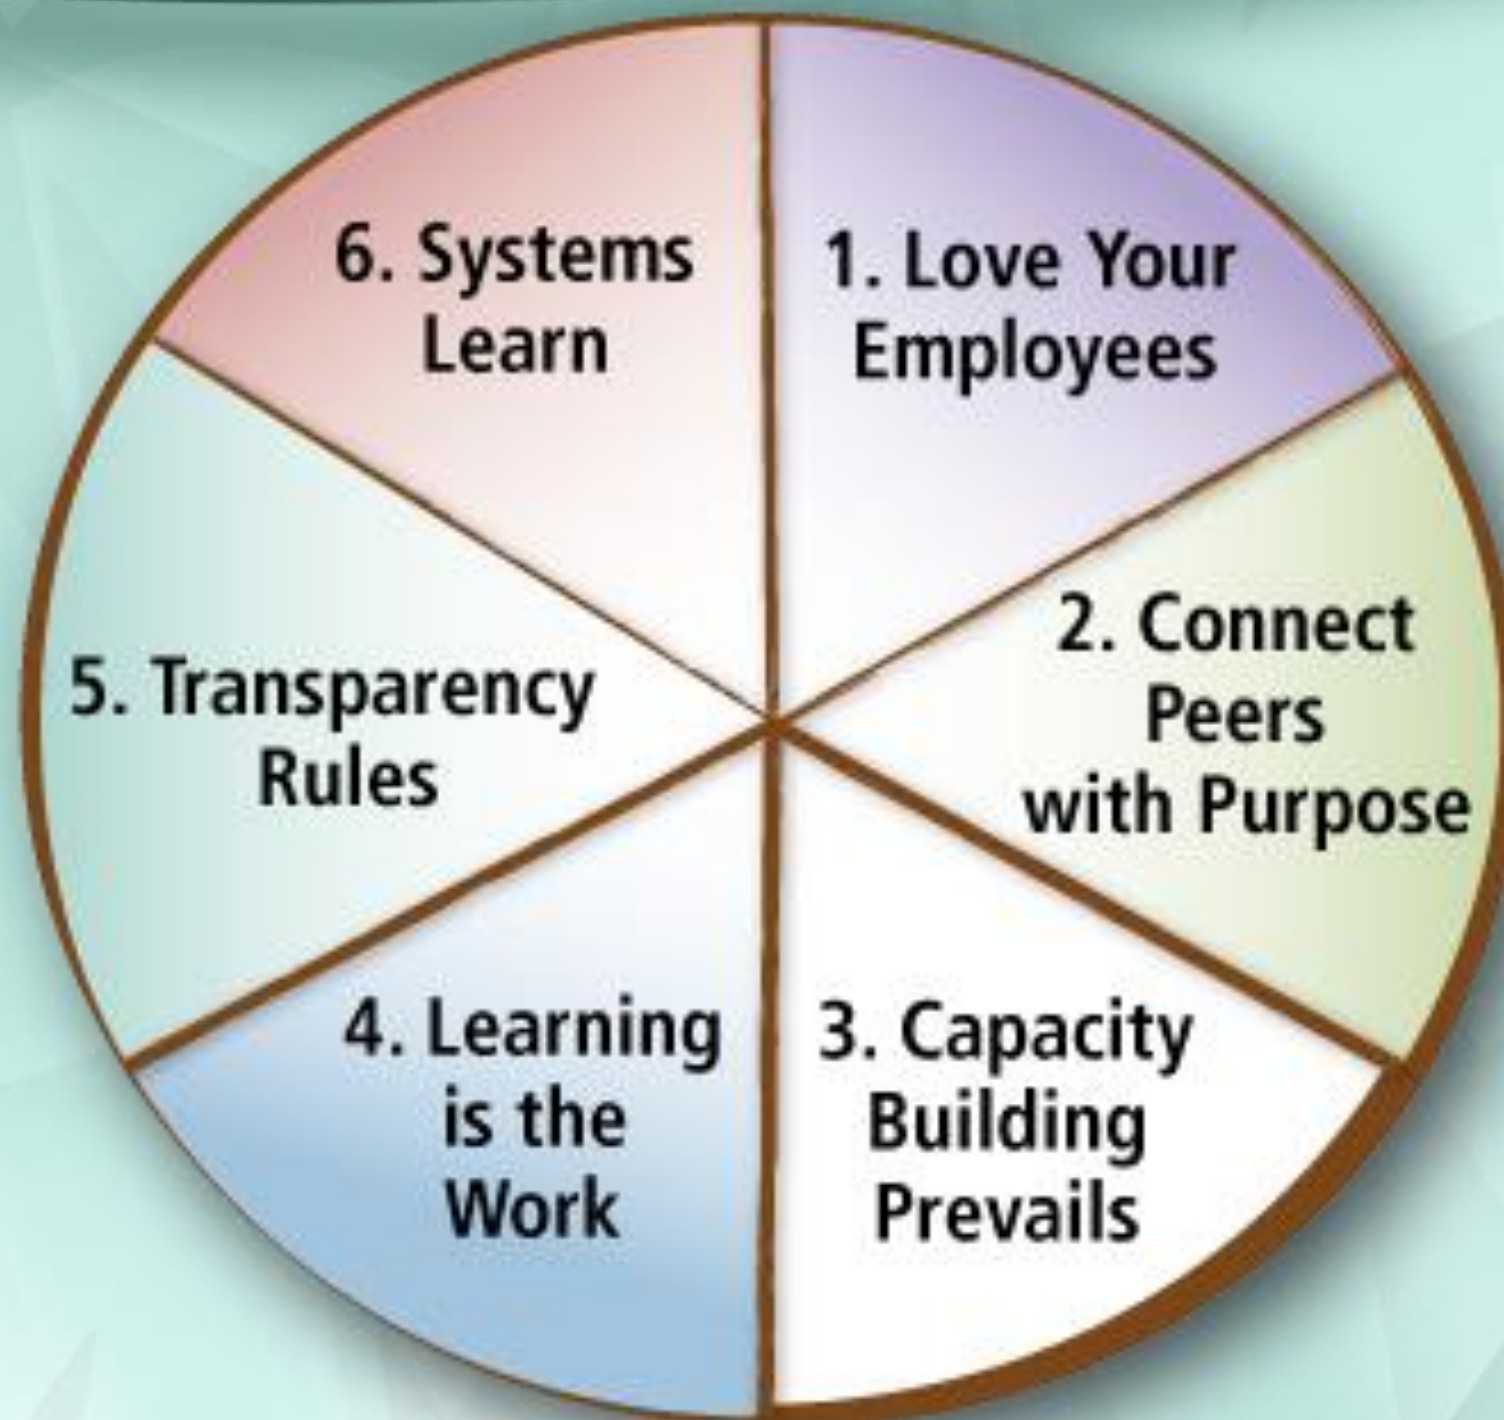 1. Love Your
Employees
2. Connect
Peers
with Purpose
3. Capacity
Building
Prevails
4. Learning
is the
Work
5. Transparency
Rules
6. Systems
Learn